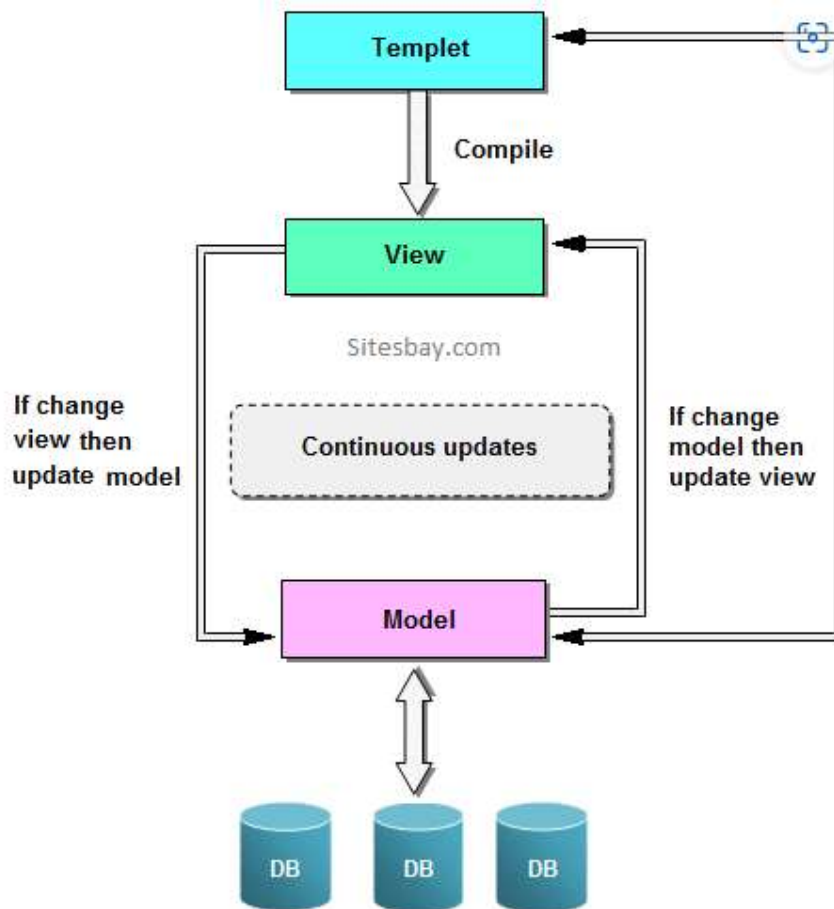 Templet
Compile
View
Sitesbay.com
If change
view then
update model
Continuous updates
If change
model then
update view
Model
DB
DB
DB